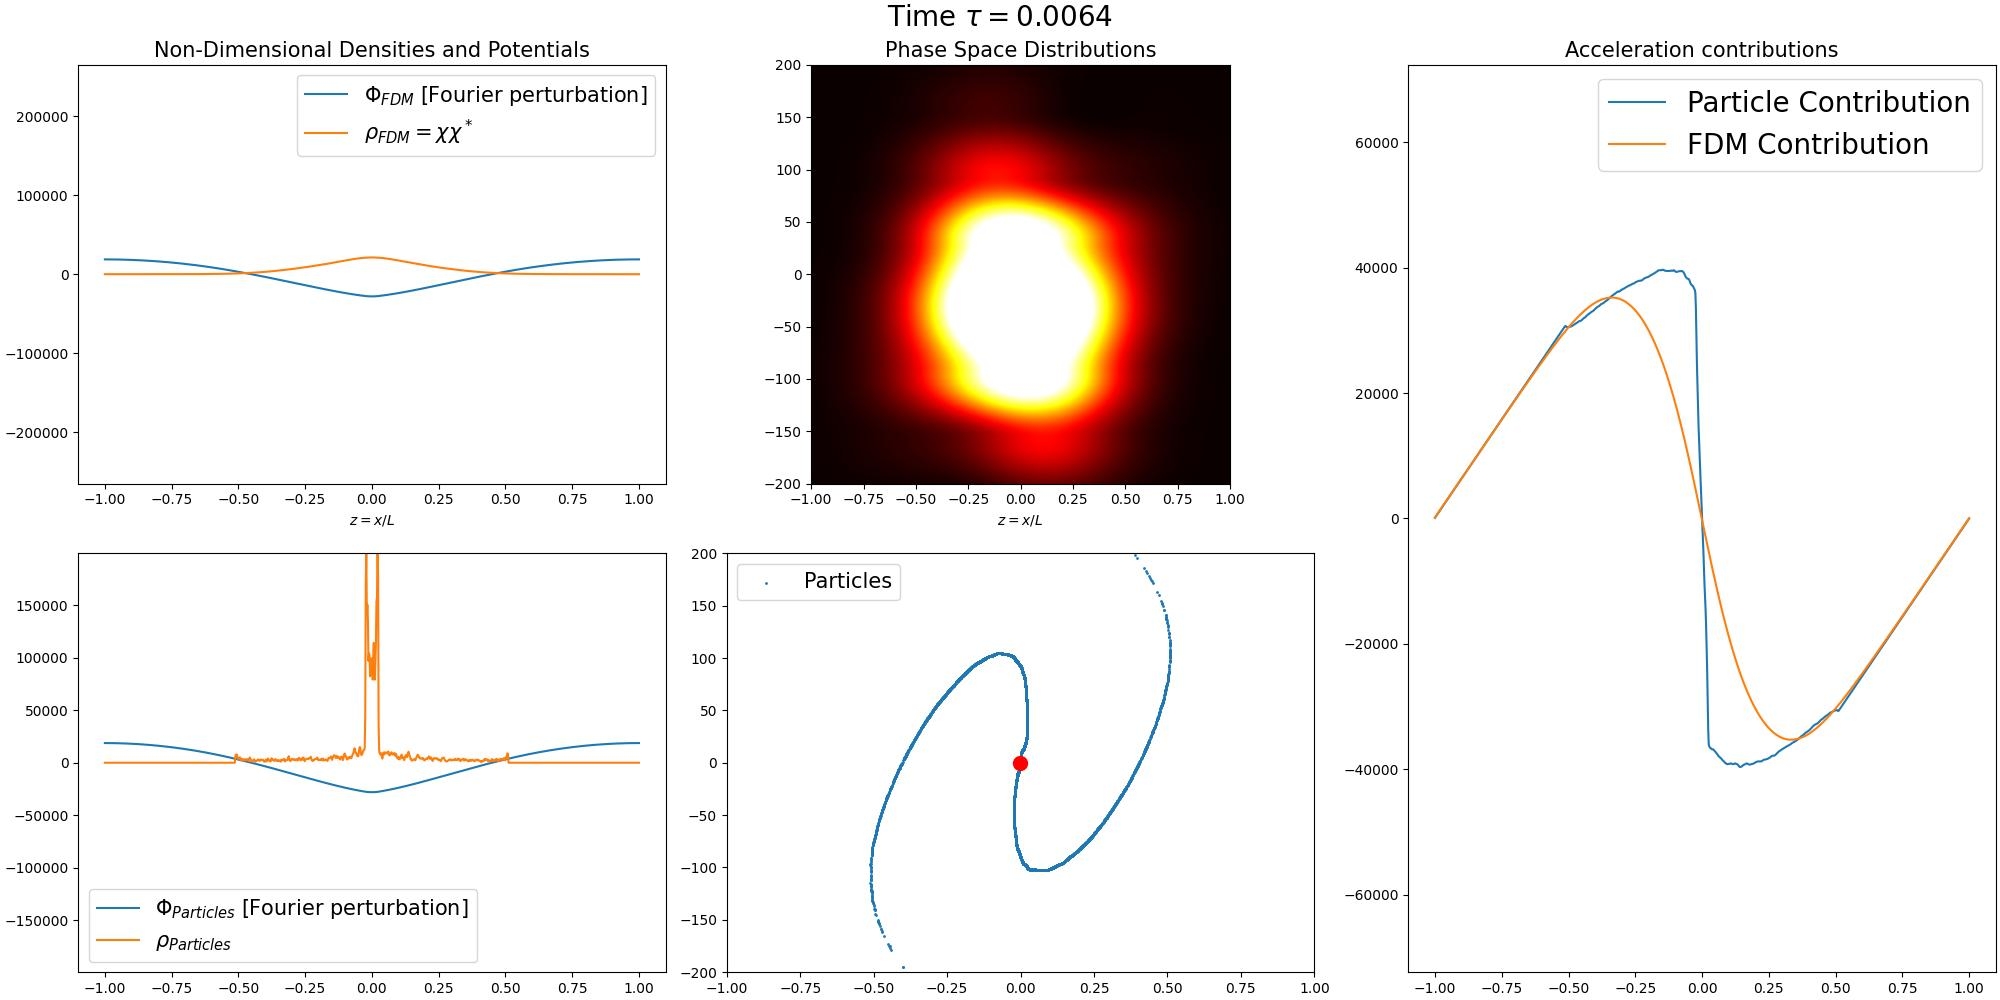 Time τ = 0.0064
Non-Dimensional Densities and Potentials
200000
100000
0
−100000
−200000
−1.00 −0.75 −0.50 −0.25 0.00 0.25 0.50 0.75 1.00
z = x/L
Φ_FDM [Fourier perturbation]
ρ_FDM = χχ*
Phase Space Distributions
200
150
100
50
0
−50
−100
−150
−200
−1.00 −0.75 −0.50 −0.25 0.00 0.25 0.50 0.75 1.00
z = x/L
Acceleration contributions
Particle Contribution
FDM Contribution
60000
40000
20000
0
−20000
−40000
−60000
−1.00 −0.75 −0.50 −0.25 0.00 0.25 0.50 0.75 1.00
150000
100000
50000
0
−50000
−100000
−150000
Φ_Particles [Fourier perturbation]
ρ_Particles
−1.00 −0.75 −0.50 −0.25 0.00 0.25 0.50 0.75 1.00
Particles
200
150
100
50
0
−50
−100
−150
−200
−1.00 −0.75 −0.50 −0.25 0.00 0.25 0.50 0.75 1.00